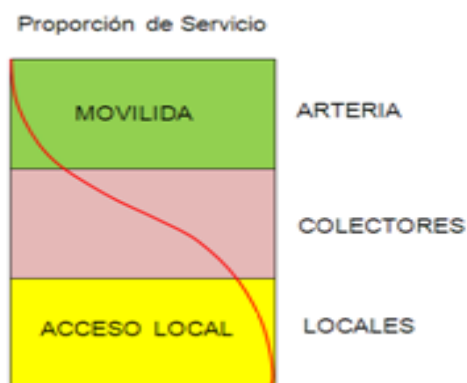 Proporción de Servicio
MOVILIDA
ARTERIA
COLECTORES
ACCESO LOCAL
LOCALES